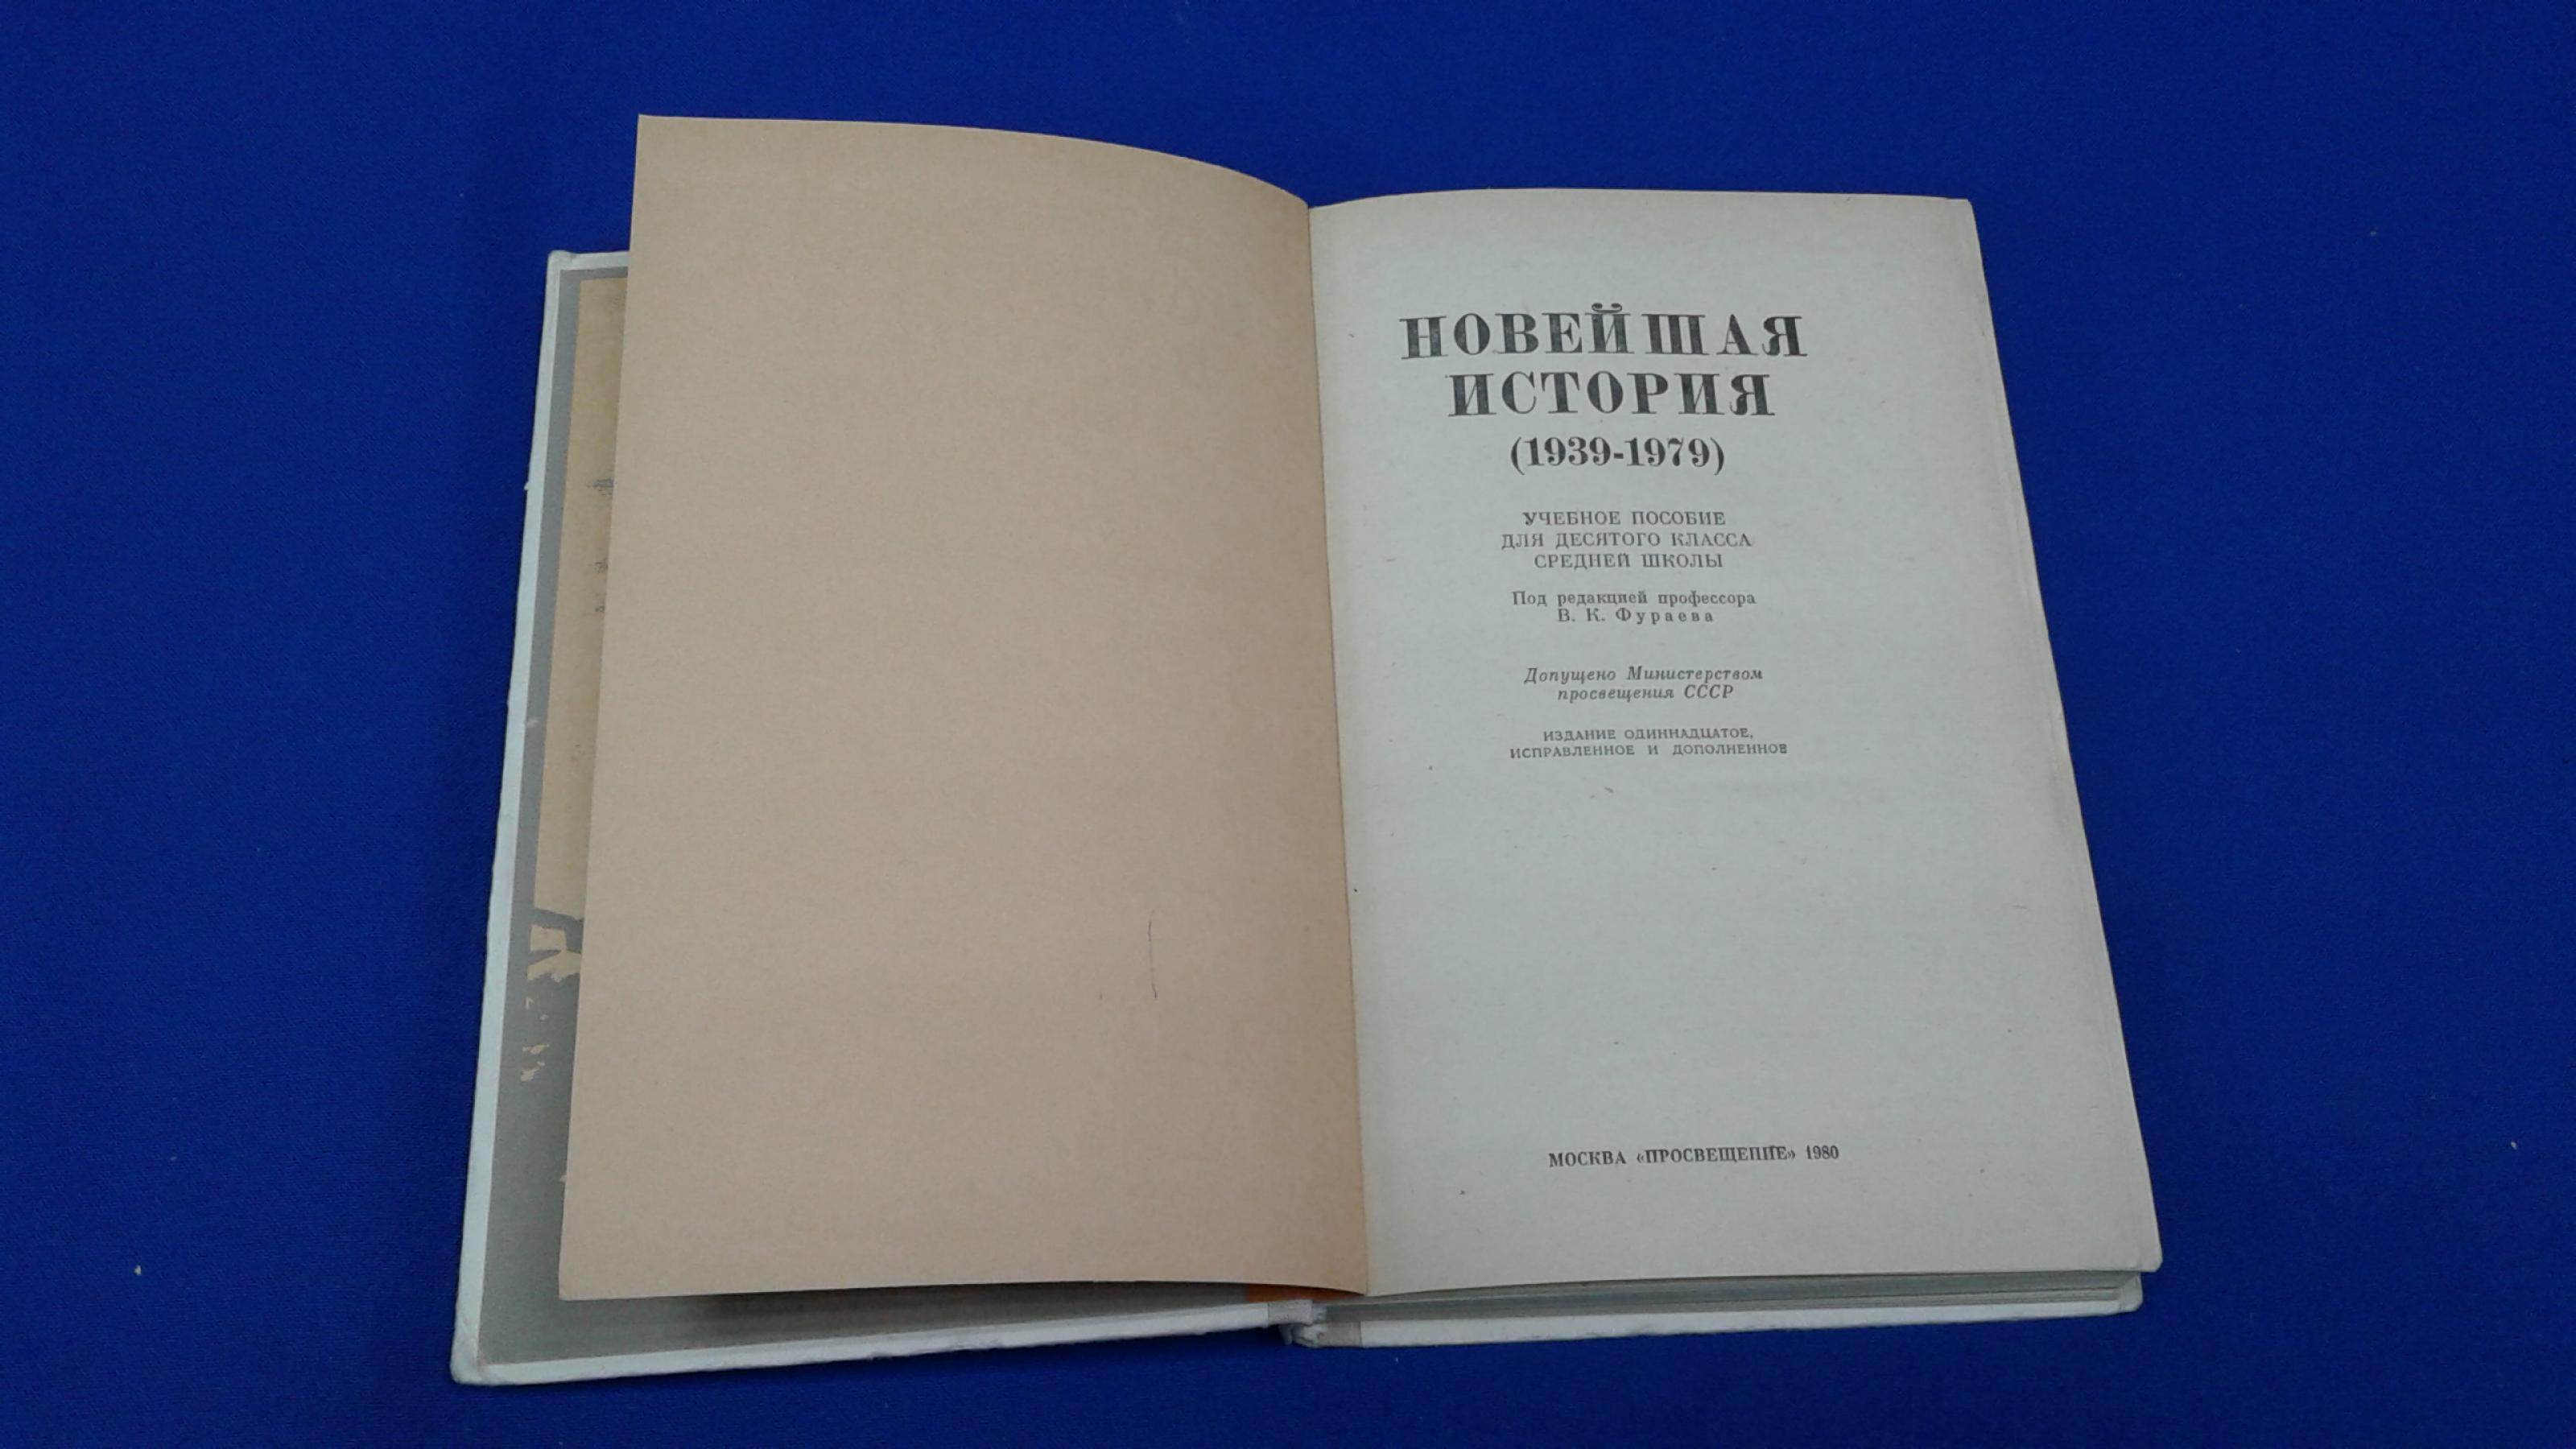 НОВЕЙШАЯ
ИСТОРИЯ
(1939-1979)
УЧЕБНОЕ ПОСОБИЕ
ДЛЯ ДЕСЯТОГО КЛАССА
СРЕДНЕЙ ШКОЛЫ
Под редакцией профессора
В. К. Фураева
Допущено Министерством
просвещения СССР
ИЗДАНИЕ ОДИННАДЦАТОЕ,
ИСПРАВЛЕННОЕ И ДОПОЛНЕННОЕ
МОСКВА «ПРОСВЕЩЕНИЕ» 1980